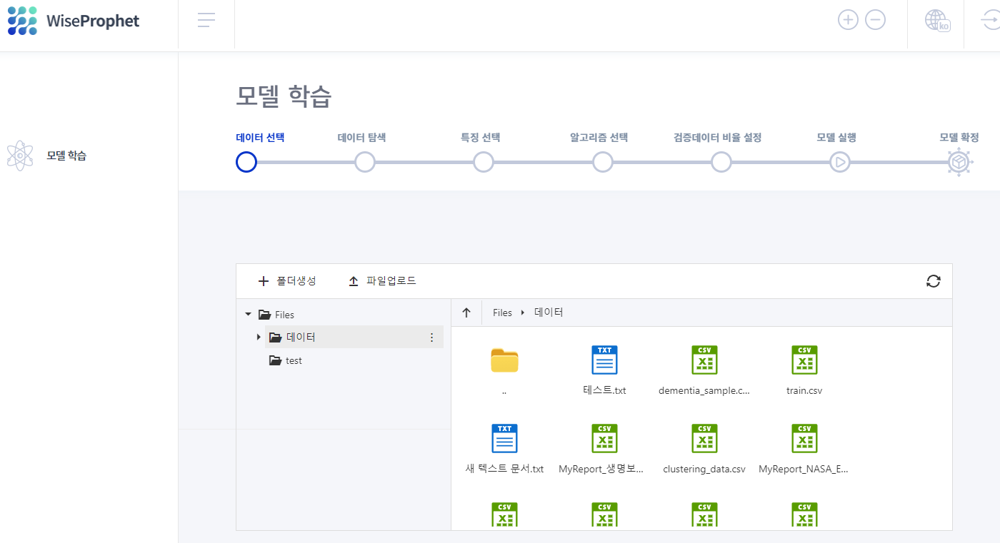 WiseProphet
ko
모델 학습
모델 학습
데이터 선택 데이터 탐색 특징 선택 알고리즘 선택 검증데이터 비율 설정 모델 실행 모델 확정
폴더생성 파일업로드
Files
데이터
test
Files 데이터
..
TXT
테스트.txt
CSV
dementia_sample.c...
CSV
train.csv
TXT
새 텍스트 문서.txt
CSV
MyReport_생명보...
CSV
clustering_data.csv
CSV
MyReport_NASA_E...
CSV
CSV
CSV
CSV